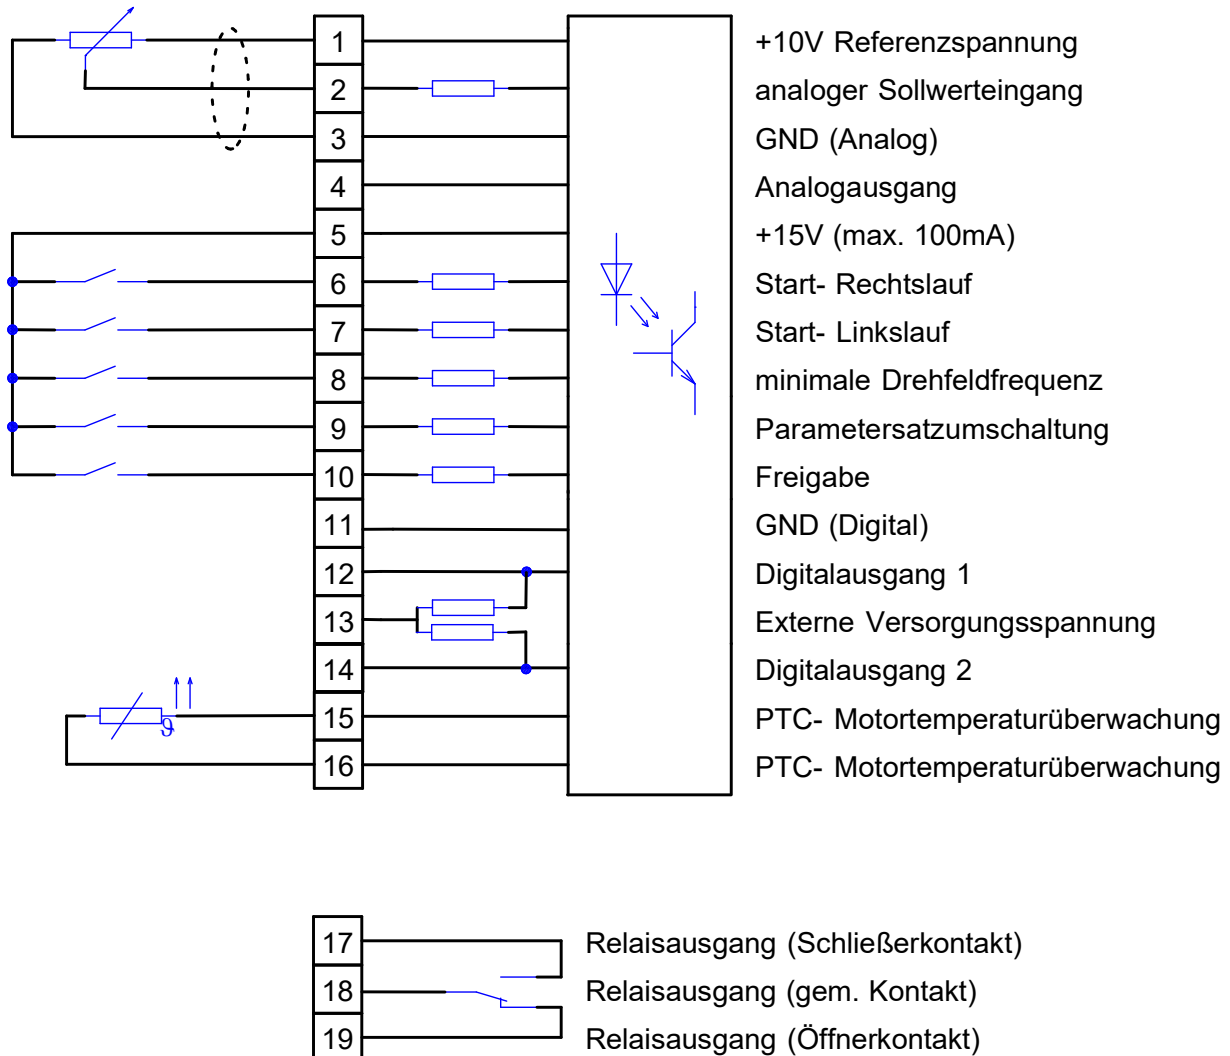 1 +10V Referenzspannung
2 analoger Sollwerteingang
3 GND (Analog)
4 Analogausgang
5 +15V (max. 100mA)
6 Start- Rechtslauf
7 Start- Linkslauf
8 minimale Drehfeldfrequenz
9 Parametersatzumschaltung
10 Freigabe
11 GND (Digital)
12 Digitalausgang 1
13 Externe Versorgungsspannung
14 Digitalausgang 2
ϑ 15 PTC- Motortemperaturüberwachung
16 PTC- Motortemperaturüberwachung
17 Relaisausgang (Schließerkontakt)
18 Relaisausgang (gem. Kontakt)
19 Relaisausgang (Öffnerkontakt)